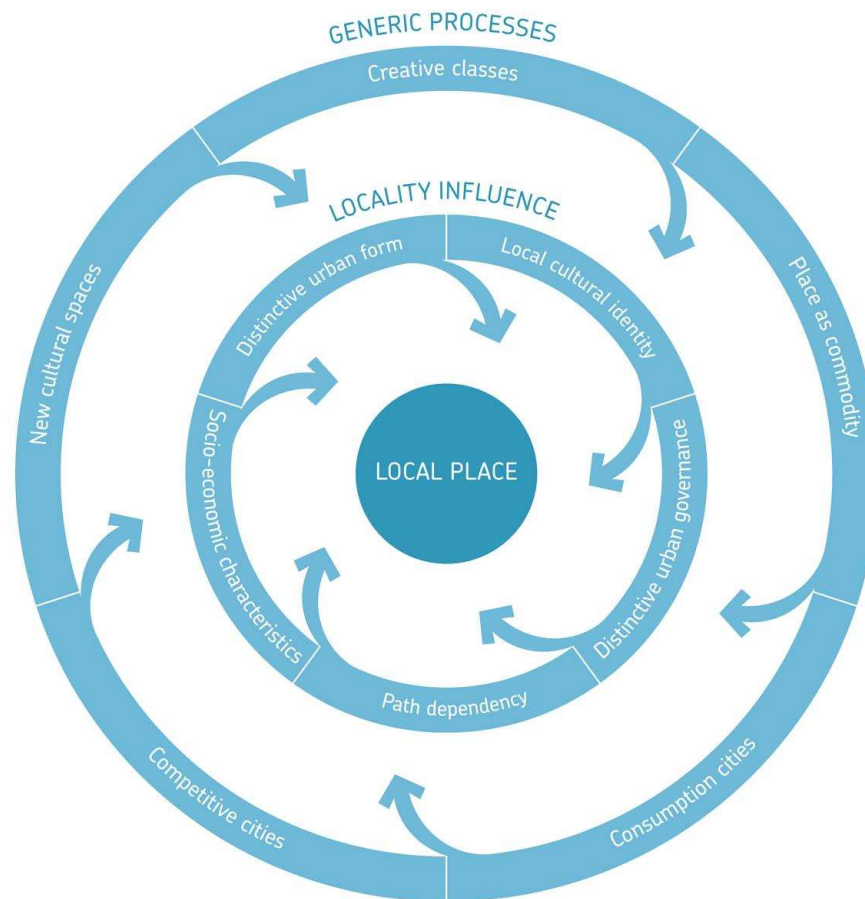 GENERIC PROCESSES
Creative classes
Place as commodity
Consumption cities
Competitive cities
New cultural spaces
LOCALITY INFLUENCE
Local cultural identity
Distinctive urban governance
Path dependency
Socio-economic characteristics
Distinctive urban form
LOCAL PLACE